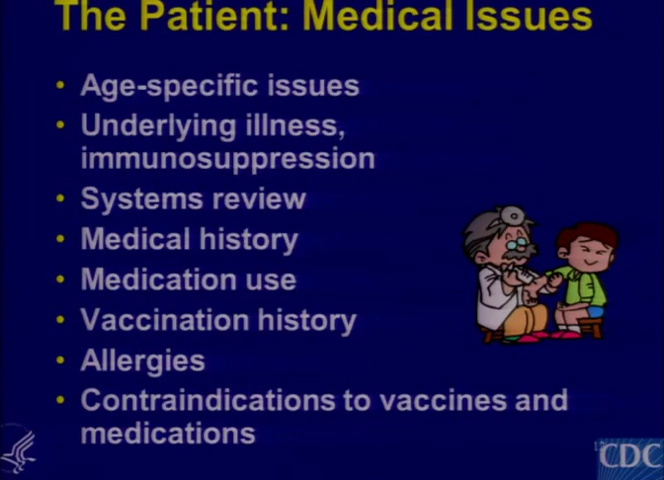 The Patient: Medical Issues
• Age-specific issues
• Underlying illness,
immunosuppression
• Systems review
• Medical history
• Medication use
• Vaccination history
• Allergies
• Contraindications to vaccines and
medications
CDC